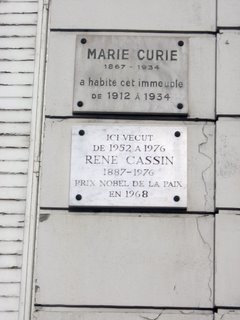 MARIE CURIE
1867 - 1934
a habité cet immeuble
DE 1912 A 1934
ICI VECUT
DE 1952 A 1976
RENE CASSIN
1887-1976
PRIX NOBEL DE LA PAIX
EN 1968